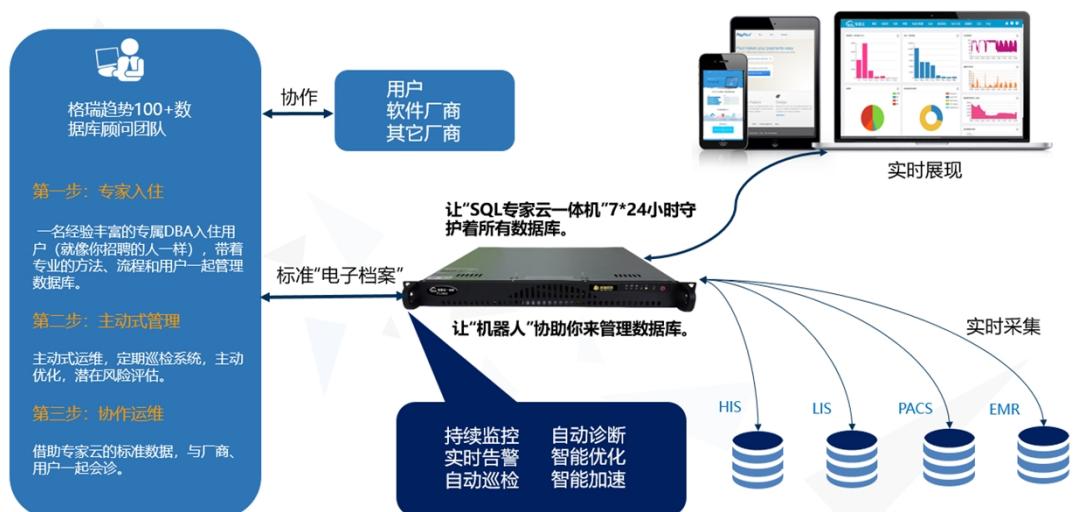 格瑞趋势100+数
据库顾问团队
第一步：专家入住
一名经验丰富的专属DBA入住用
户（就像你招聘的人一样），带着
专业的方法、流程和用户一起管理
数据库。
第二步：主动式管理
主动式运维，定期巡检系统，主动
优化，潜在风险评估。
第三步：协作运维
借助专家云的标准数据，与厂商、
用户一起会诊。
协作
用户
软件厂商
其它厂商
实时展现
让“SQL专家云一体机”7*24小时守
护着所有数据库。
标准“电子档案”
让“机器人”协助你来管理数据库。
持续监控 自动诊断
实时告警 智能优化
自动巡检 智能加速
实时采集
HIS
LIS
PACS
EMR